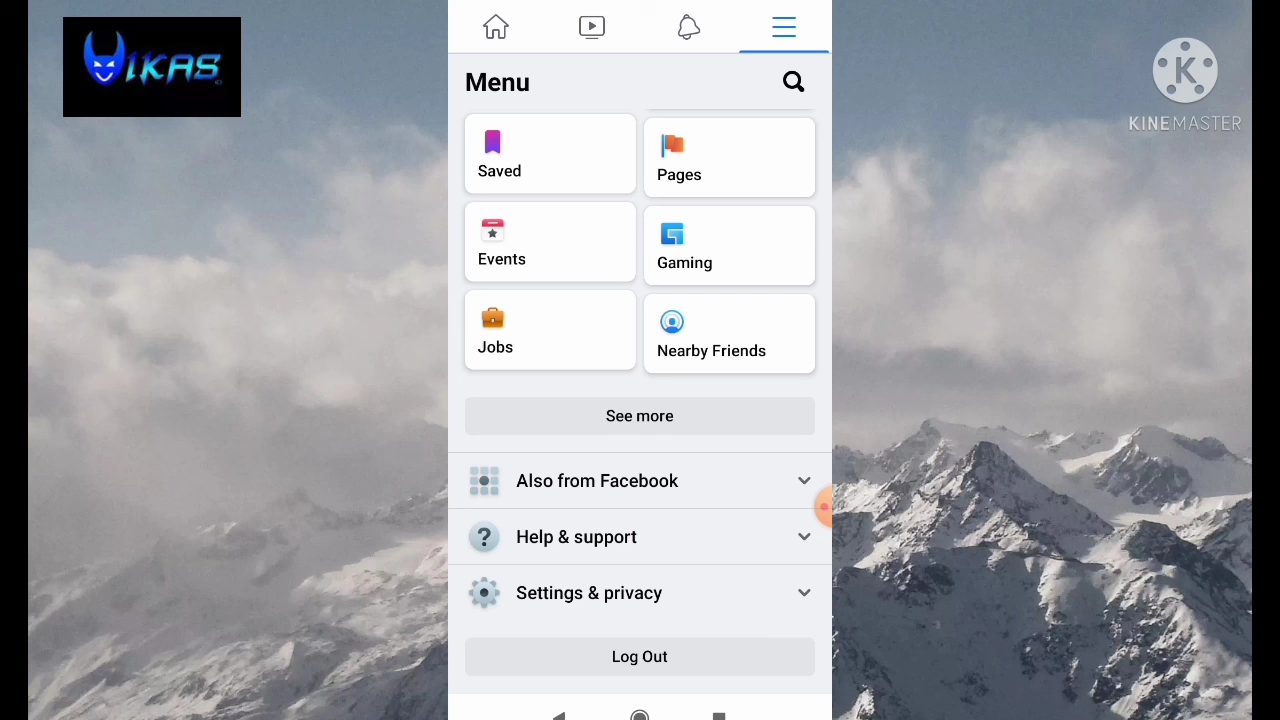 VIKAS
KINEMASTER
Menu
Saved
Pages
Events
Gaming
Jobs
Nearby Friends
See more
Also from Facebook
Help & support
Settings & privacy
Log Out